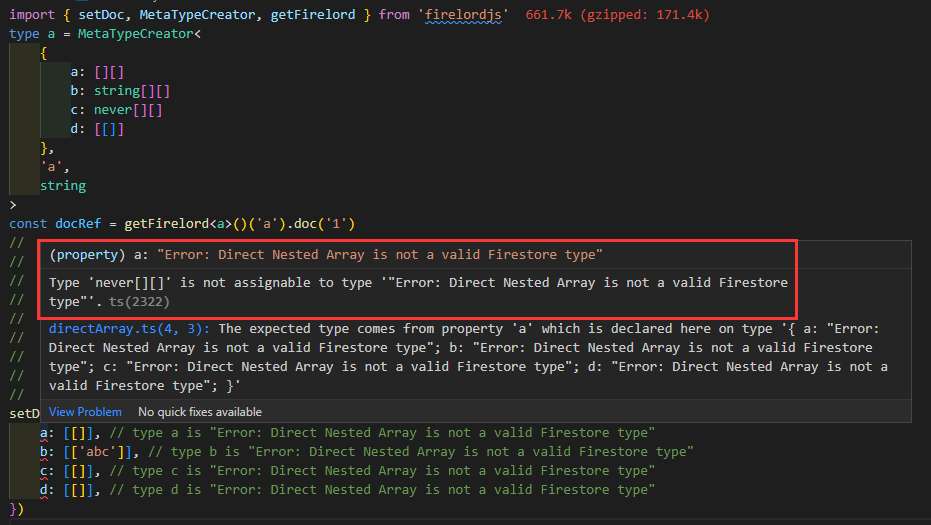 import { setDoc, MetaTypeCreator, getFirelord } from 'firelordjs' 661.7k (gzipped: 171.4k)
type a = MetaTypeCreator<
{
a: [][]
b: string[][]
c: never[][]
d: [[]]
},
'a',
string
>
const docRef = getFirelord<a>()('a').doc('1')
//
// (property) a: "Error: Direct Nested Array is not a valid Firestore type"
//
// Type 'never[][]' is not assignable to type '"Error: Direct Nested Array is not a valid Firestore
// type"'. ts(2322)
//
// directArray.ts(4, 3): The expected type comes from property 'a' which is declared here on type '{ a: "Error:
// Direct Nested Array is not a valid Firestore type"; b: "Error: Direct Nested Array is not a valid Firestore
// type"; c: "Error: Direct Nested Array is not a valid Firestore type"; d: "Error: Direct Nested Array is not a
valid Firestore type"; }'
setD View Problem No quick fixes available
a: [[]], // type a is "Error: Direct Nested Array is not a valid Firestore type"
b: [['abc']], // type b is "Error: Direct Nested Array is not a valid Firestore type"
c: [[]], // type c is "Error: Direct Nested Array is not a valid Firestore type"
d: [[]], // type d is "Error: Direct Nested Array is not a valid Firestore type"
})